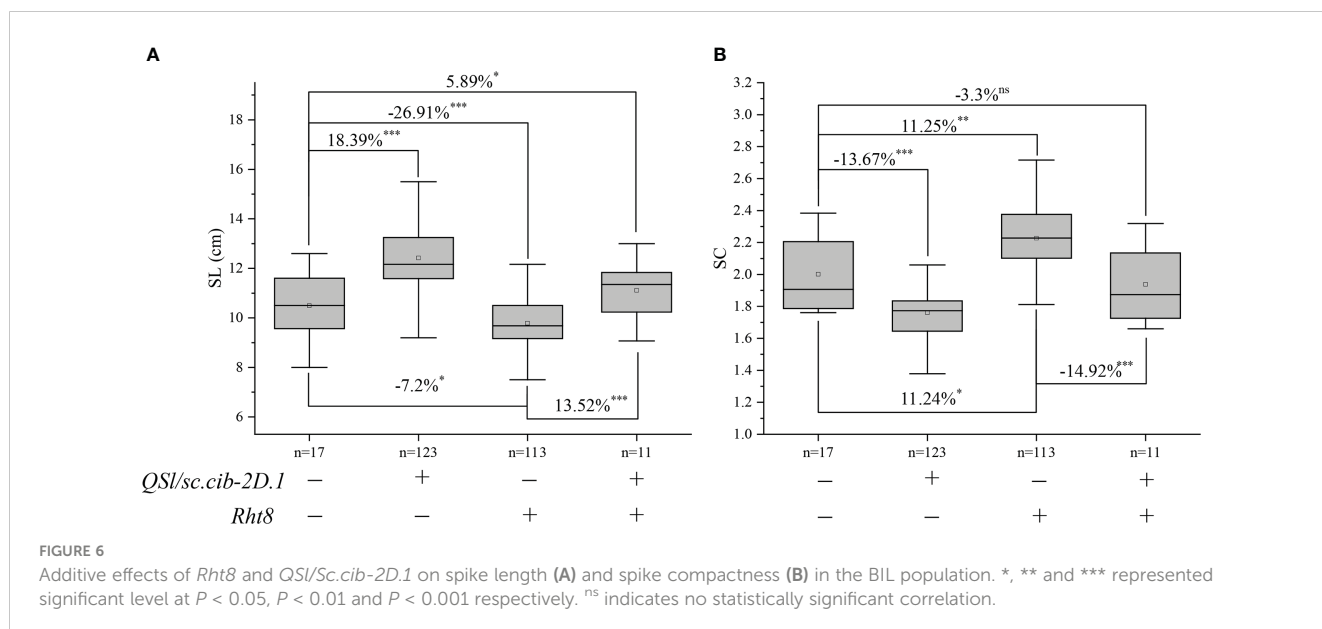 A
B
5.89%*
-26.91%***
18.39%***
-7.2%*
13.52%***
SL (cm)
18
16
14
12
10
8
6
-3.3%ns
11.25%**
-13.67%***
-14.92%***
11.24%*
SC
3.2
3.0
2.8
2.6
2.4
2.2
2.0
1.8
1.6
1.4
1.2
1.0
n=17 n=123 n=113 n=11 n=17 n=123 n=113 n=11
QSl/sc.cib-2D.1 – + – + – + – +
Rht8 – – + + – – + +
FIGURE 6
Additive effects of Rht8 and QSl/Sc.cib-2D.1 on spike length (A) and spike compactness (B) in the BIL population. *, ** and *** represented
significant level at P < 0.05, P < 0.01 and P < 0.001 respectively. ns indicates no statistically significant correlation.